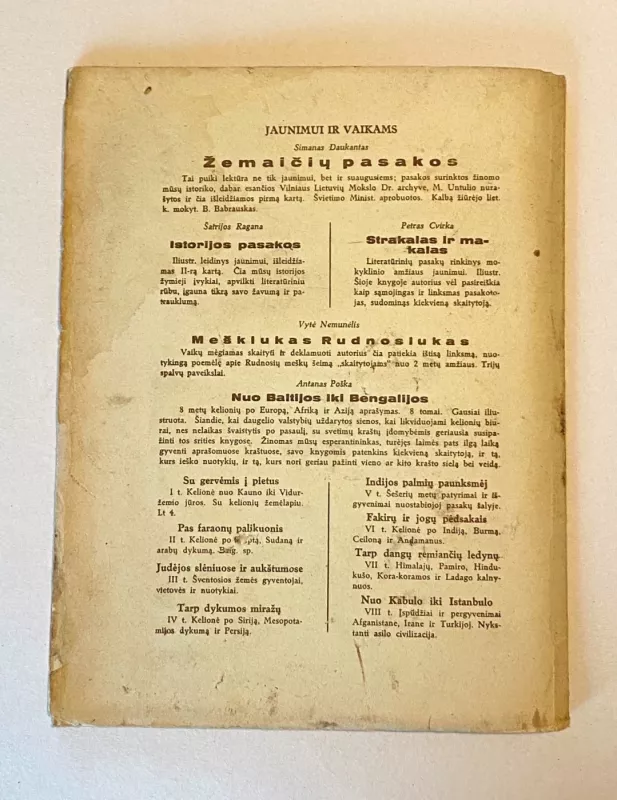 JAUNIMUI IR VAIKAMS
Simanas Daukantas
Žemaičių pasakos
Tai puiki lektūra ne tik jaunimui, bet ir suaugusiems; pasakos surinktos žinomo
mūsų istoriko, dabar esančios Vilniaus Lietuvių Mokslo Dr. archyve, M. Untulio nura-
šytos ir čia išleidžiamos pirmą kartą. Švietimo Minist. aprobuotos. Kalbą žiūrėjo liet.
k. mokyt. B. Babrauskas.
Šatrijos Ragana
Istorijos pasakos
Iliustr. leidinys jaunimui, išleidžia-
mas II-rą kartą. Čia mūsų istorijos
žymieji įvykiai, apvilkti literatūriniu
rūbu, įgauna tikrą savo žavumą ir pa-
trauklumą.
Petras Cvirka
Strakalas ir ma-
kalas
Literatūrinių pasakų rinkinys mo-
kyklinio amžiaus jaunimui. Iliustr.
Šioje knygoje autorius vėl pasireiškia
kaip sąmojingas ir linksmas pasakoto-
jas, sudominąs kiekvieną skaitytoją.
Vytė Nemunėlis
Meškiukas Rudnosiukas
Vaikų mėgiamas skaityti ir deklamuoti autorius čia patiekia ištisą linksmą, nuo-
tykingą poemėlę apie Rudnosių meškų šeimą „skaitytojams" nuo 2 metų amžiaus. Trijų
spalvų paveikslai.
Antanas Poška
Nuo Baltijos iki Bengalijos
8 metų kelionių po Europą, Afriką ir Aziją aprašymas. 8 tomai. Gausiai iliu-
struota. Šiandie, kai daugelio valstybių uždarytos sienos, kai likviduojami kelionių biu-
rai, nes nelaikas švaistytis po pasaulį, su svetimų kraštų įdomybėmis geriausia susipa-
žinti tos srities knygose. Žinomas mūsų esperantininkas, turėjęs laimės pats ilgą laiką
gyventi aprašomuose kraštuose, savo knygomis patenkins kiekvieną skaitytoją, ir tą,
kurs ieško nuotykių, ir tą, kurs nori geriau pažinti vieno ar kito krašto sielą bei veidą.
Su gervėmis į pietus
I t. Kelionė nuo Kauno iki Vidur-
žemio jūros. Su kelionių žemėlapiu.
Lt 4.
Pas faraonų palikuonis
II t. Kelionė po Sudaną ir
arabų dykumą. Baig. sp.
Judėjos slėniuose ir aukštumose
III t. Šventosios žemės gyventojai,
vietovės ir nuotykiai.
Tarp dykumos miražų
IV t. Kelionė po Siriją, Mesopota-
mijos dykumą ir Persiją.
Indijos palmių paunksmėj
V t. Šešerių metų patyrimai ir iš-
gyvenimai nuostabiojoj pasakų šalyje.
Fakirų ir jogų pėdsakais
VI t. Kelionė po Indiją, Burmą,
Ceiloną ir Andamanus.
Tarp dangų remiančių ledynų
VII t. Himalajų, Pamiro, Hindu-
kušo, Kora-koramos ir Ladago kalny-
nuos.
Nuo Kabulo iki Istanbulo
VIII t. Įspūdžiai ir pergyvenimai
Afganistane, Irane ir Turkijoj. Nyks-
tanti asilo civilizacija.